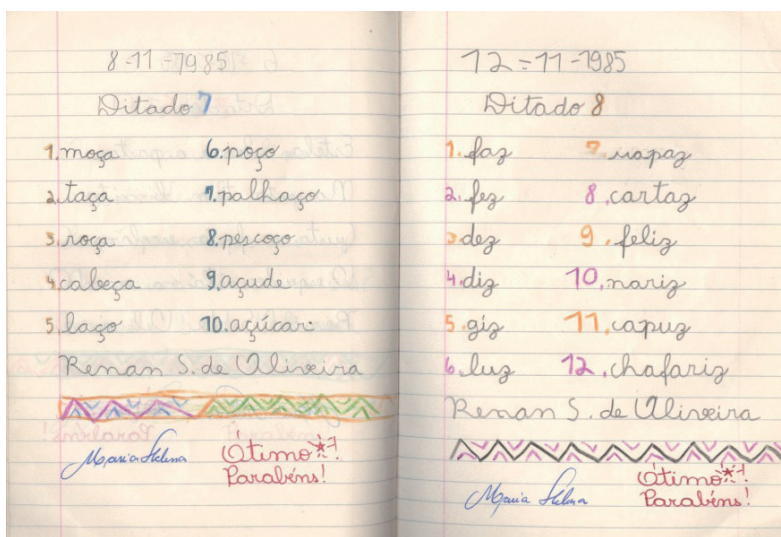 8-11-1985
Ditado 7
1. moça 6. poço
2. taça 7. palhaço
3. roça 8. pescoço
4. cabeça 9. açude
5. laço 10. açúcar
Renan S. de Oliveira
Maria Helena
Ótimo!
Parabéns!
12-11-1985
Ditado 8
1. faz 7. rapaz
2. fez 8. cartaz
3. dez 9. feliz
4. diz 10. nariz
5. giz 11. capuz
6. luz 12. chafariz
Renan S. de Oliveira
Maria Helena
Ótimo!
Parabéns!